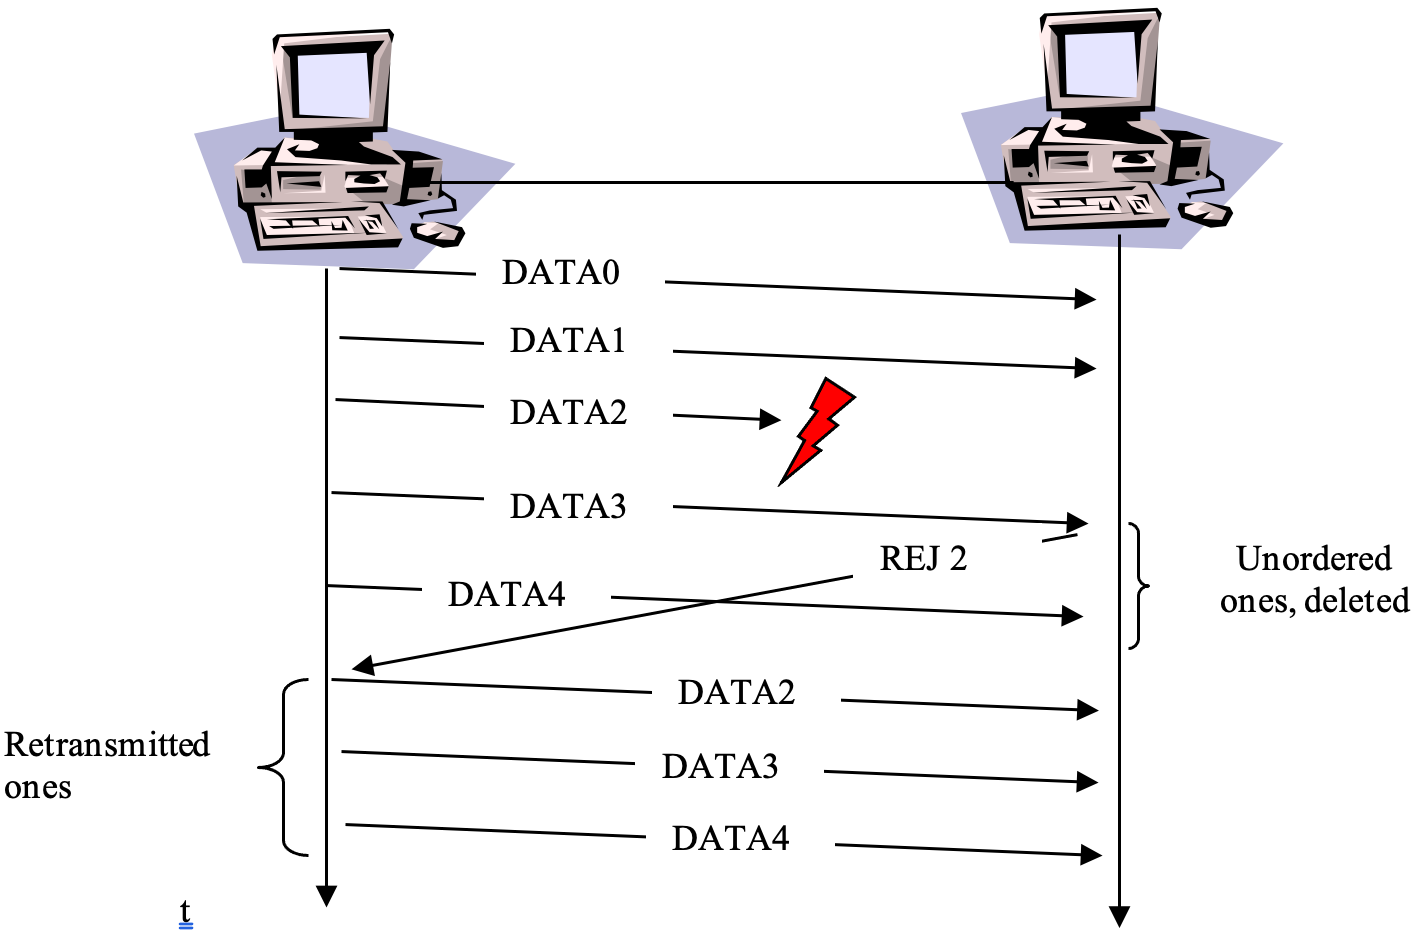 DATA0
DATA1
DATA2
DATA3
REJ 2
Unordered
ones, deleted
DATA4
DATA2
Retransmitted
ones
DATA3
DATA4
t